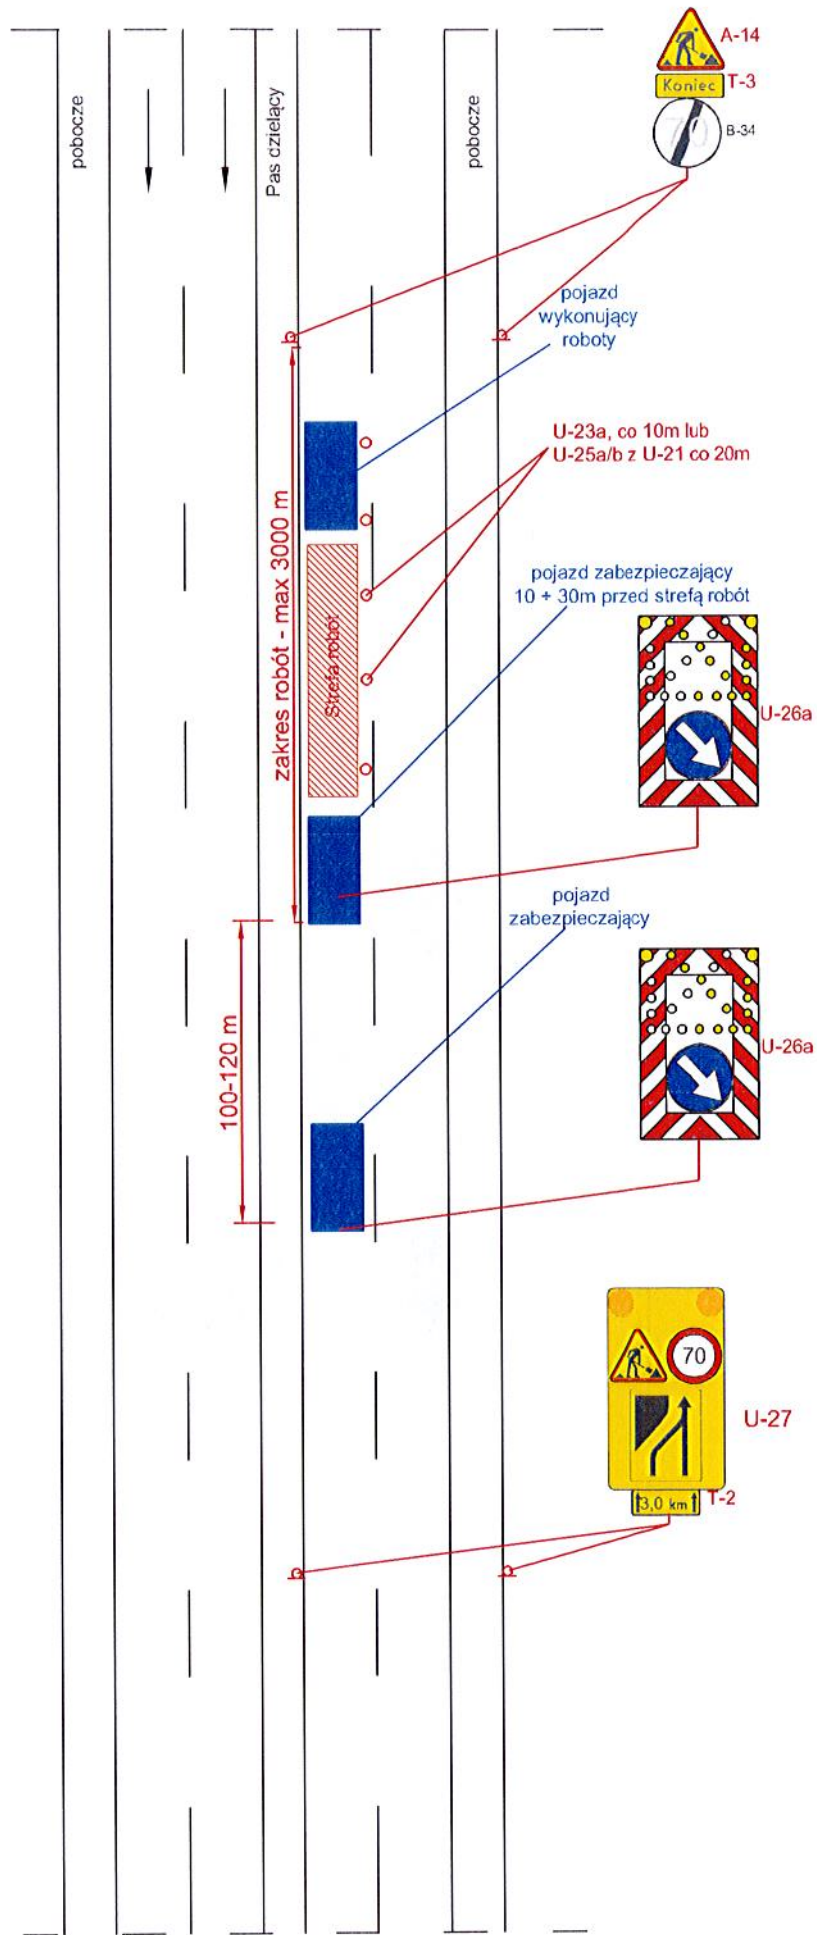 A-14
Koniec
T-3
70
B-34
pobocze
Pas dzielący
pobocze
pojazd
wykonujący
roboty
U-23a, co 10m lub
U-25a/b z U-21 co 20m
zakres robót - max 3000 m
Strefa robót
pojazd zabezpieczający
10 + 30m przed strefą robót
U-26a
pojazd
zabezpieczający
100-120 m
U-26a
70
U-27
3,0 km
T-2